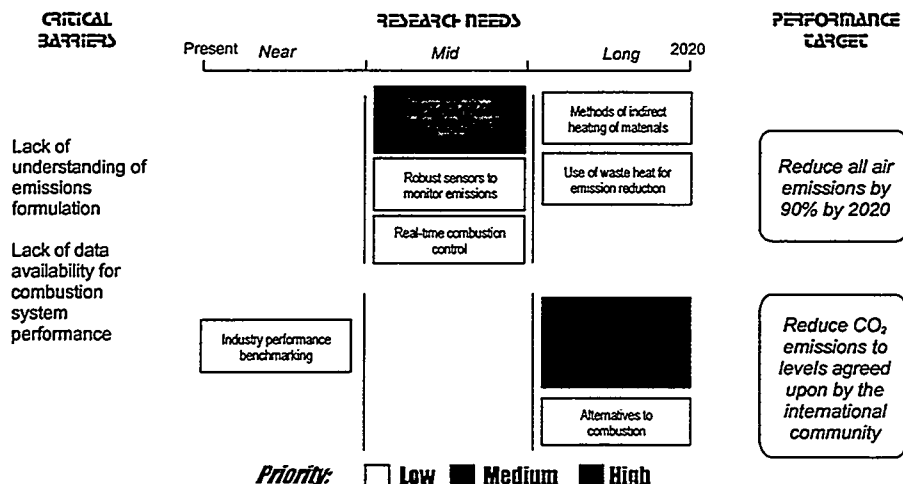 CRITICAL
BARRIERS
RESEARCH NEEDS
PERFORMANCE
TARGET
Present
Near
Mid
Long
2020
Lack of
understanding of
emissions
formulation
Lack of data
availability for
combustion
system
performance
Robust sensors to
monitor emissions
Real-time combustion
control
Methods of indirect
heating of materials
Use of waste heat for
emission reduction
Industry performance
benchmarking
Alternatives to
combustion
Reduce all air
emissions by
90% by 2020
Reduce CO₂
emissions to
levels agreed
upon by the
international
community
Priority:
Low
Medium
High